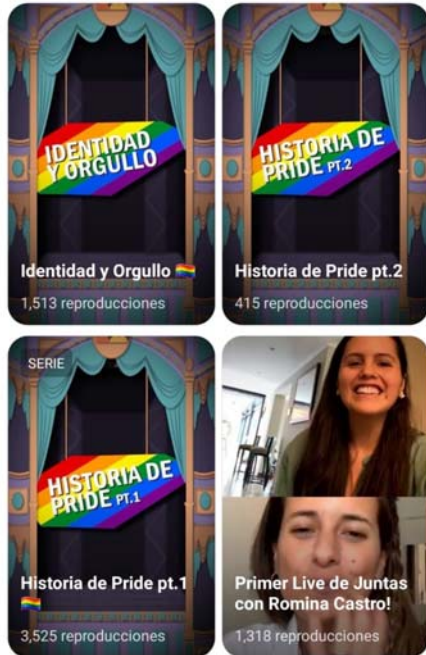 IDENTIDAD
Y ORGULLO
Identidad y Orgullo 🏳️‍🌈
1,513 reproducciones
HISTORIA DE
PRIDE PT.2
Historia de Pride pt.2
415 reproducciones
SERIE
HISTORIA DE
PRIDE PT.1
Historia de Pride pt.1
🏳️‍🌈
3,525 reproducciones
Primer Live de Juntas
con Romina Castro!
1,318 reproducciones